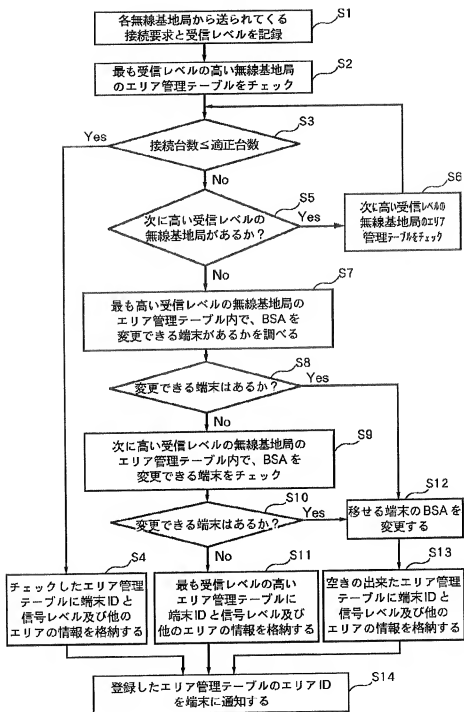 S1
各無線基地局から送られてくる
接続要求と受信レベルを記録
S2
最も受信レベルの高い無線基地局
のエリア管理テーブルをチェック
S3
Yes
接続台数≦適正台数
No
S5
次に高い受信レベルの
無線基地局があるか？
Yes
S6
次に高い受信レベルの
無線基地局のエリア
管理テーブルをチェック
No
S7
最も高い受信レベルの無線基地局の
エリア管理テーブル内で、BSAを
変更できる端末があるかを調べる
S8
変更できる端末はあるか？
Yes
No
S9
次に高い受信レベルの無線基地局の
エリア管理テーブル内で、BSAを
変更できる端末をチェック
S10
変更できる端末はあるか？
Yes
S12
移せる端末のBSAを
変更する
No
S4
チェックしたエリア管理
テーブルに端末IDと
信号レベル及び他の
エリアの情報を格納する
S11
最も受信レベルの高い
エリア管理テーブルに
端末IDと信号レベル及び
他のエリアの情報を格納する
S13
空きの出来たエリア管理
テーブルに端末IDと
信号レベル及び他の
エリアの情報を格納する
S14
登録したエリア管理テーブルのエリアID
を端末に通知する